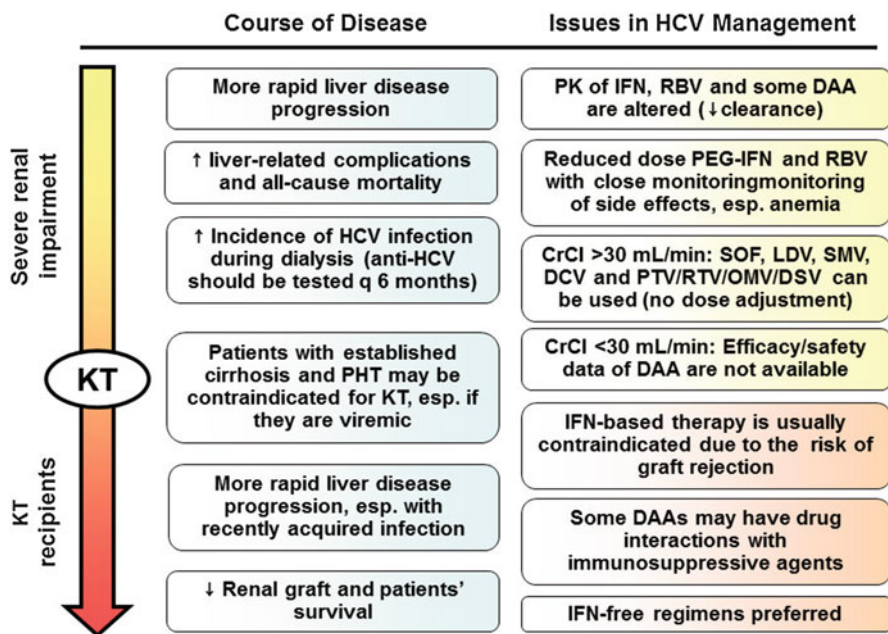 Course of Disease
Issues in HCV Management
Severe renal
impairment
KT
KT
recipients
More rapid liver disease
progression
↑ liver-related complications
and all-cause mortality
↑ Incidence of HCV infection
during dialysis (anti-HCV
should be tested q 6 months)
Patients with established
cirrhosis and PHT may be
contraindicated for KT, esp. if
they are viremic
More rapid liver disease
progression, esp. with
recently acquired infection
↓ Renal graft and patients'
survival
PK of IFN, RBV and some DAA
are altered (↓clearance)
Reduced dose PEG-IFN and RBV
with close monitoringmonitoring
of side effects, esp. anemia
CrCl >30 mL/min: SOF, LDV, SMV,
DCV and PTV/RTV/OMV/DSV can
be used (no dose adjustment)
CrCl <30 mL/min: Efficacy/safety
data of DAA are not available
IFN-based therapy is usually
contraindicated due to the risk of
graft rejection
Some DAAs may have drug
interactions with
immunosuppressive agents
IFN-free regimens preferred